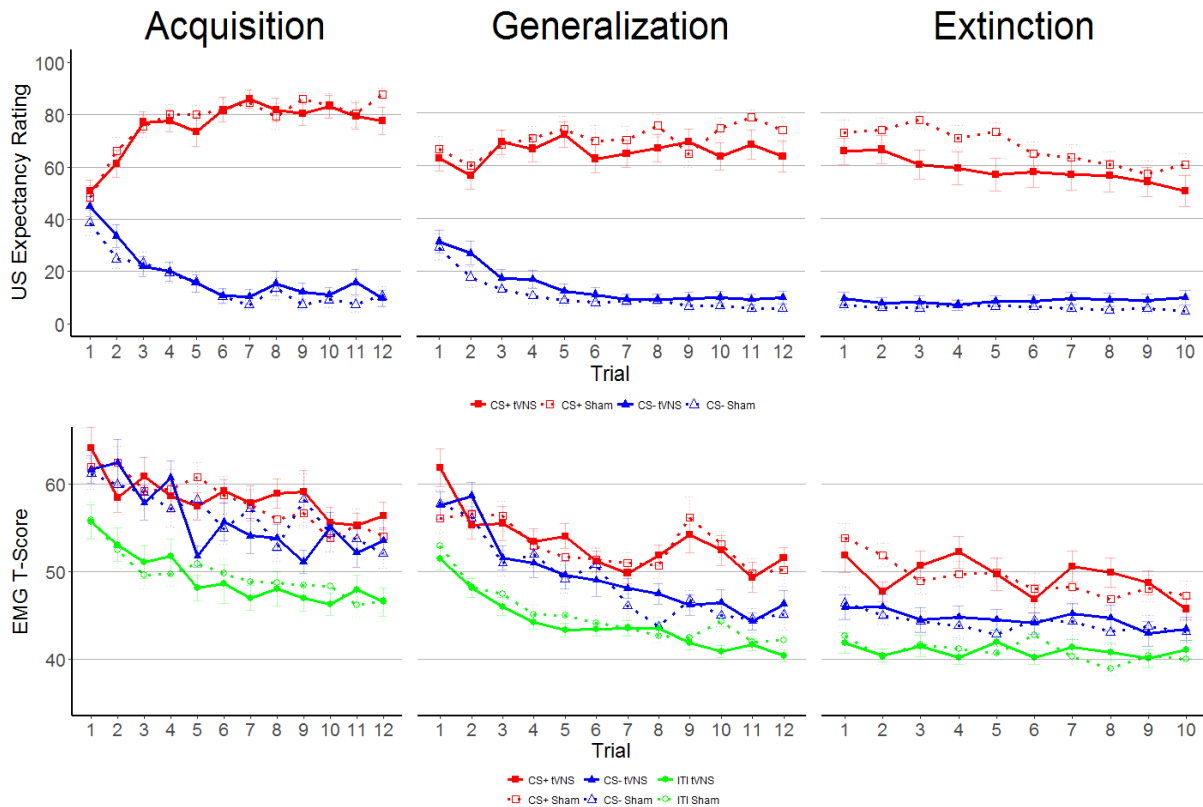 Acquisition Generalization Extinction
US Expectancy Rating
100
80
60
40
20
0
1 2 3 4 5 6 7 8 9 10 11 12
1 2 3 4 5 6 7 8 9 10 11 12
1 2 3 4 5 6 7 8 9 10
Trial
CS+ tVNS CS+ Sham CS- tVNS CS- Sham
EMG T-Score
60
50
40
1 2 3 4 5 6 7 8 9 10 11 12
1 2 3 4 5 6 7 8 9 10 11 12
1 2 3 4 5 6 7 8 9 10
Trial
CS+ tVNS CS- tVNS ITI tVNS
CS+ Sham CS- Sham ITI Sham